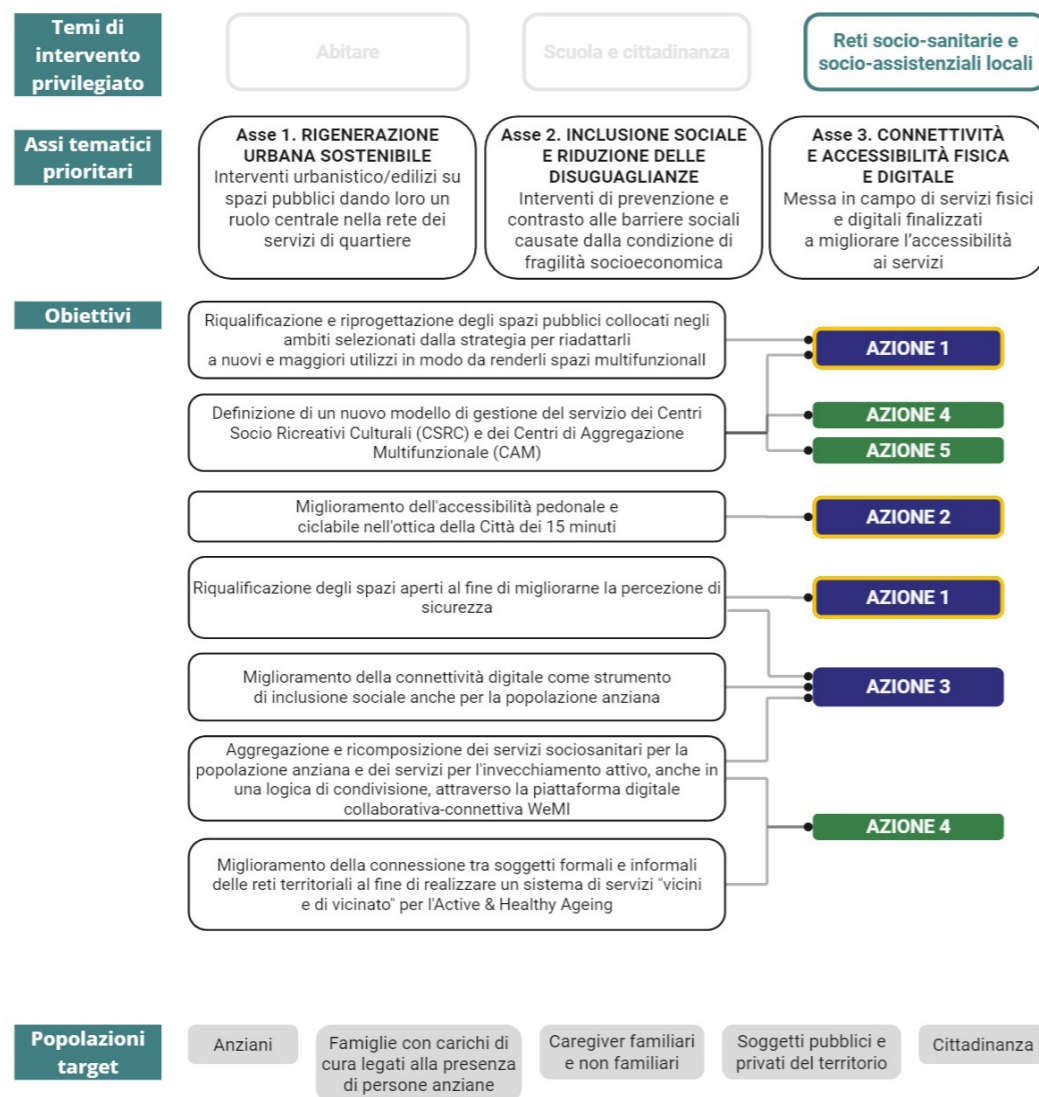 Temi di
intervento
privilegiato
Abitare
Scuola e cittadinanza
Reti socio-sanitarie e
socio-assistenziali locali
Assi tematici
prioritari
Asse 1. RIGENERAZIONE
URBANA SOSTENIBILE
Interventi urbanistico/edilizi su
spazi pubblici dando loro un
ruolo centrale nella rete dei
servizi di quartiere
Asse 2. INCLUSIONE SOCIALE
E RIDUZIONE DELLE
DISUGUAGLIANZE
Interventi di prevenzione e
contrasto alle barriere sociali
causate dalla condizione di
fragilità socioeconomica
Asse 3. CONNETTIVITÀ
E ACCESSIBILITÀ FISICA
E DIGITALE
Messa in campo di servizi fisici
e digitali finalizzati
a migliorare l'accessibilità
ai servizi
Obiettivi
Riqualificazione e riprogettazione degli spazi pubblici collocati negli
ambiti selezionati dalla strategia per riadattarli
a nuovi e maggiori utilizzi in modo da renderli spazi multifunzionalI
AZIONE 1
Definizione di un nuovo modello di gestione del servizio dei Centri
Socio Ricreativi Culturali (CSRC) e dei Centri di Aggregazione
Multifunzionale (CAM)
AZIONE 4
AZIONE 5
Miglioramento dell'accessibilità pedonale e
ciclabile nell'ottica della Città dei 15 minuti
AZIONE 2
Riqualificazione degli spazi aperti al fine di migliorarne la percezione di
sicurezza
AZIONE 1
Miglioramento della connettività digitale come strumento
di inclusione sociale anche per la popolazione anziana
AZIONE 3
Aggregazione e ricomposizione dei servizi sociosanitari per la
popolazione anziana e dei servizi per l'invecchiamento attivo, anche in
una logica di condivisione, attraverso la piattaforma digitale
collaborativa-connettiva WeMI
AZIONE 4
Miglioramento della connessione tra soggetti formali e informali
delle reti territoriali al fine di realizzare un sistema di servizi "vicini
e di vicinato" per l'Active & Healthy Ageing
Popolazioni
target
Anziani
Famiglie con carichi di
cura legati alla presenza
di persone anziane
Caregiver familiari
e non familiari
Soggetti pubblici e
privati del territorio
Cittadinanza